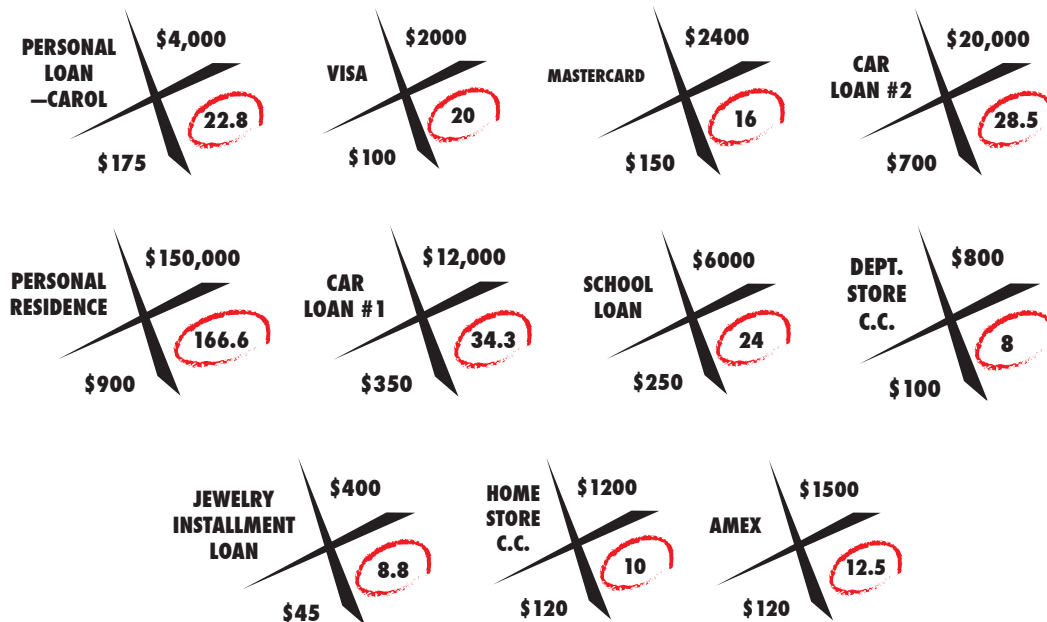 PERSONAL
LOAN
—CAROL
$4,000
22.8
$175
VISA
$2000
20
$100
MASTERCARD
$2400
16
$150
CAR
LOAN #2
$20,000
28.5
$700
PERSONAL
RESIDENCE
$150,000
166.6
$900
CAR
LOAN #1
$12,000
34.3
$350
SCHOOL
LOAN
$6000
24
$250
DEPT.
STORE
C.C.
$800
8
$100
JEWELRY
INSTALLMENT
LOAN
$400
8.8
$45
HOME
STORE
C.C.
$1200
10
$120
AMEX
$1500
12.5
$120